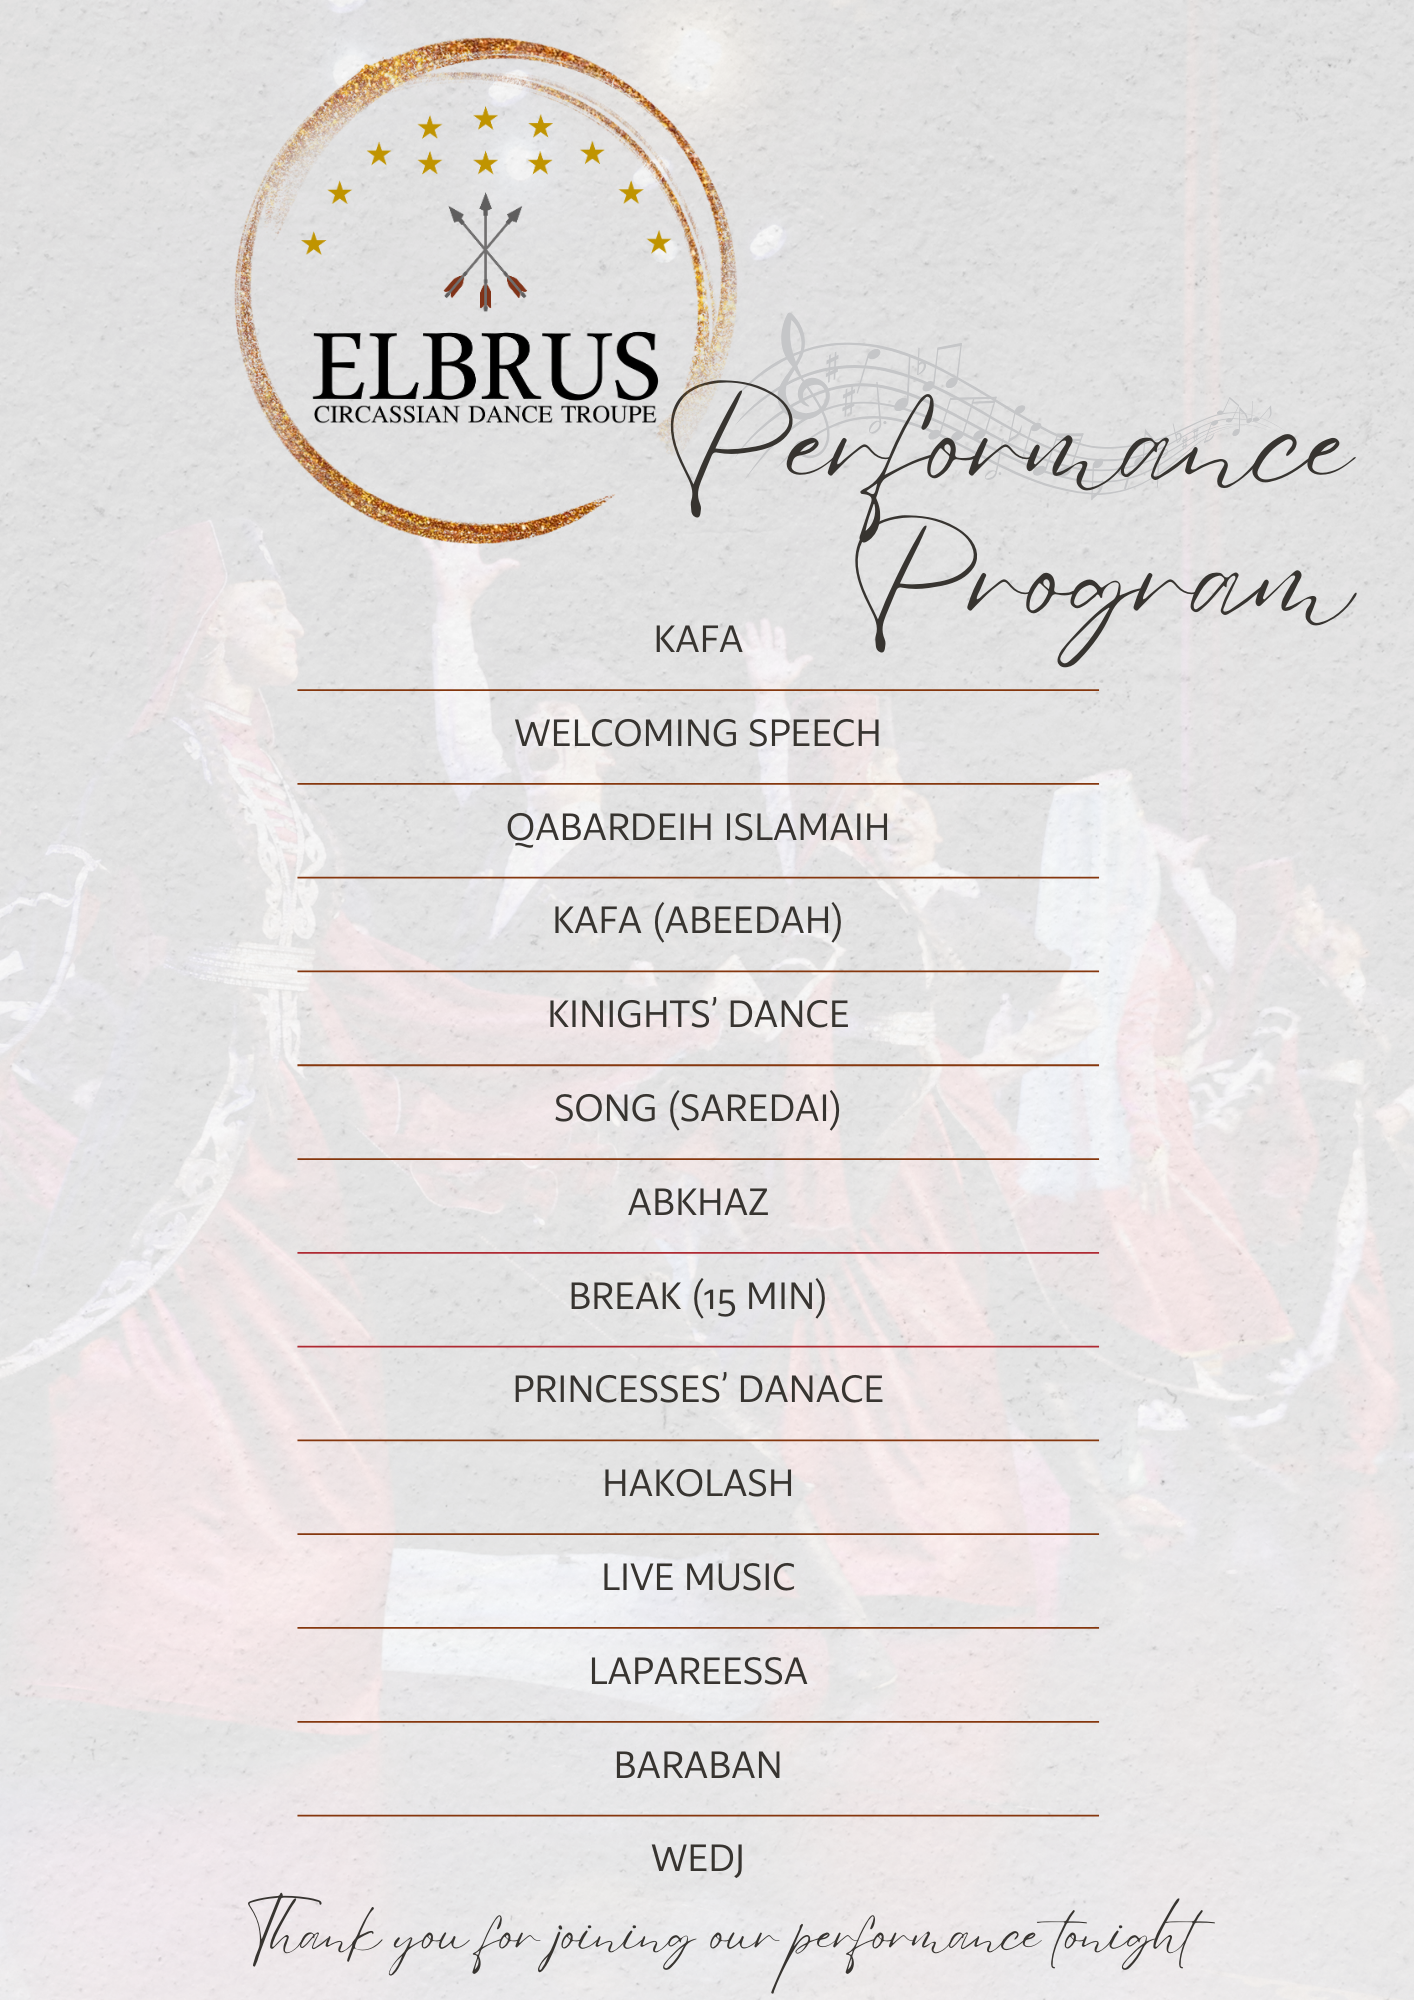 ELBRUS
CIRCASSIAN DANCE TROUPE
Performance
Program
KAFA
WELCOMING SPEECH
QABARDEIH ISLAMAIH
KAFA (ABEEDAH)
KINIGHTS’ DANCE
SONG (SAREDAI)
ABKHAZ
BREAK (15 MIN)
PRINCESSES’ DANACE
HAKOLASH
LIVE MUSIC
LAPAREESSA
BARABAN
WEDJ
Thank you for joining our performance tonight